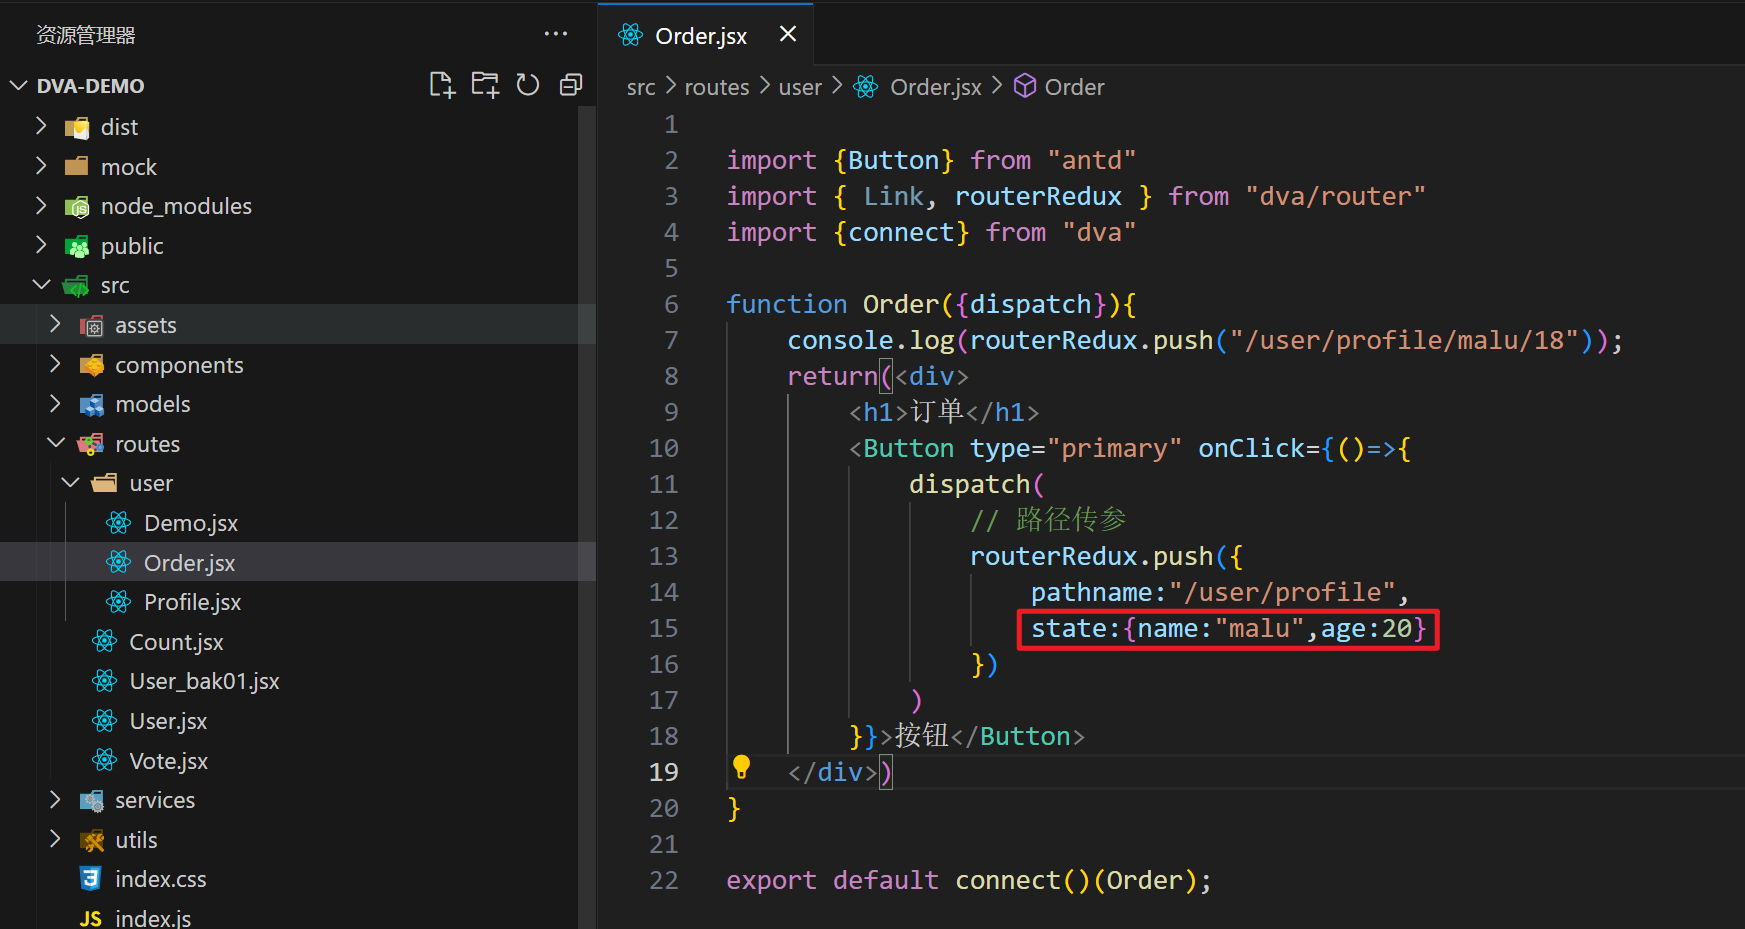 资源管理器
DVA-DEMO
dist
mock
node_modules
public
src
assets
components
models
routes
user
Demo.jsx
Order.jsx
Profile.jsx
Count.jsx
User_bak01.jsx
User.jsx
Vote.jsx
services
utils
index.css
JS index.js
Order.jsx
src > routes > user > Order.jsx > Order
1
2 import {Button} from "antd"
3 import { Link, routerRedux } from "dva/router"
4 import {connect} from "dva"
5
6 function Order({dispatch}){
7 console.log(routerRedux.push("/user/profile/malu/18"));
8 return(<div>
9 <h1>订单</h1>
10 <Button type="primary" onClick={()=>{
11 dispatch(
12 // 路径传参
13 routerRedux.push({
14 pathname:"/user/profile",
15 state:{name:"malu",age:20}
16 })
17 )
18 }}>按钮</Button>
19 </div>)
20 }
21
22 export default connect()(Order);